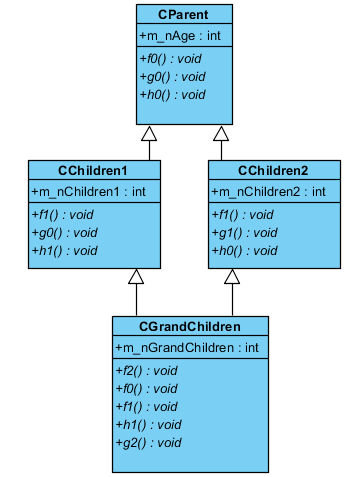 CParent
+m_nAge : int
+f0() : void
+g0() : void
+h0() : void
CChildren1
+m_nChildren1 : int
+f1() : void
+g0() : void
+h1() : void
CChildren2
+m_nChildren2 : int
+f1() : void
+g1() : void
+h0() : void
CGrandChildren
+m_nGrandChildren : int
+f2() : void
+f0() : void
+f1() : void
+h1() : void
+g2() : void